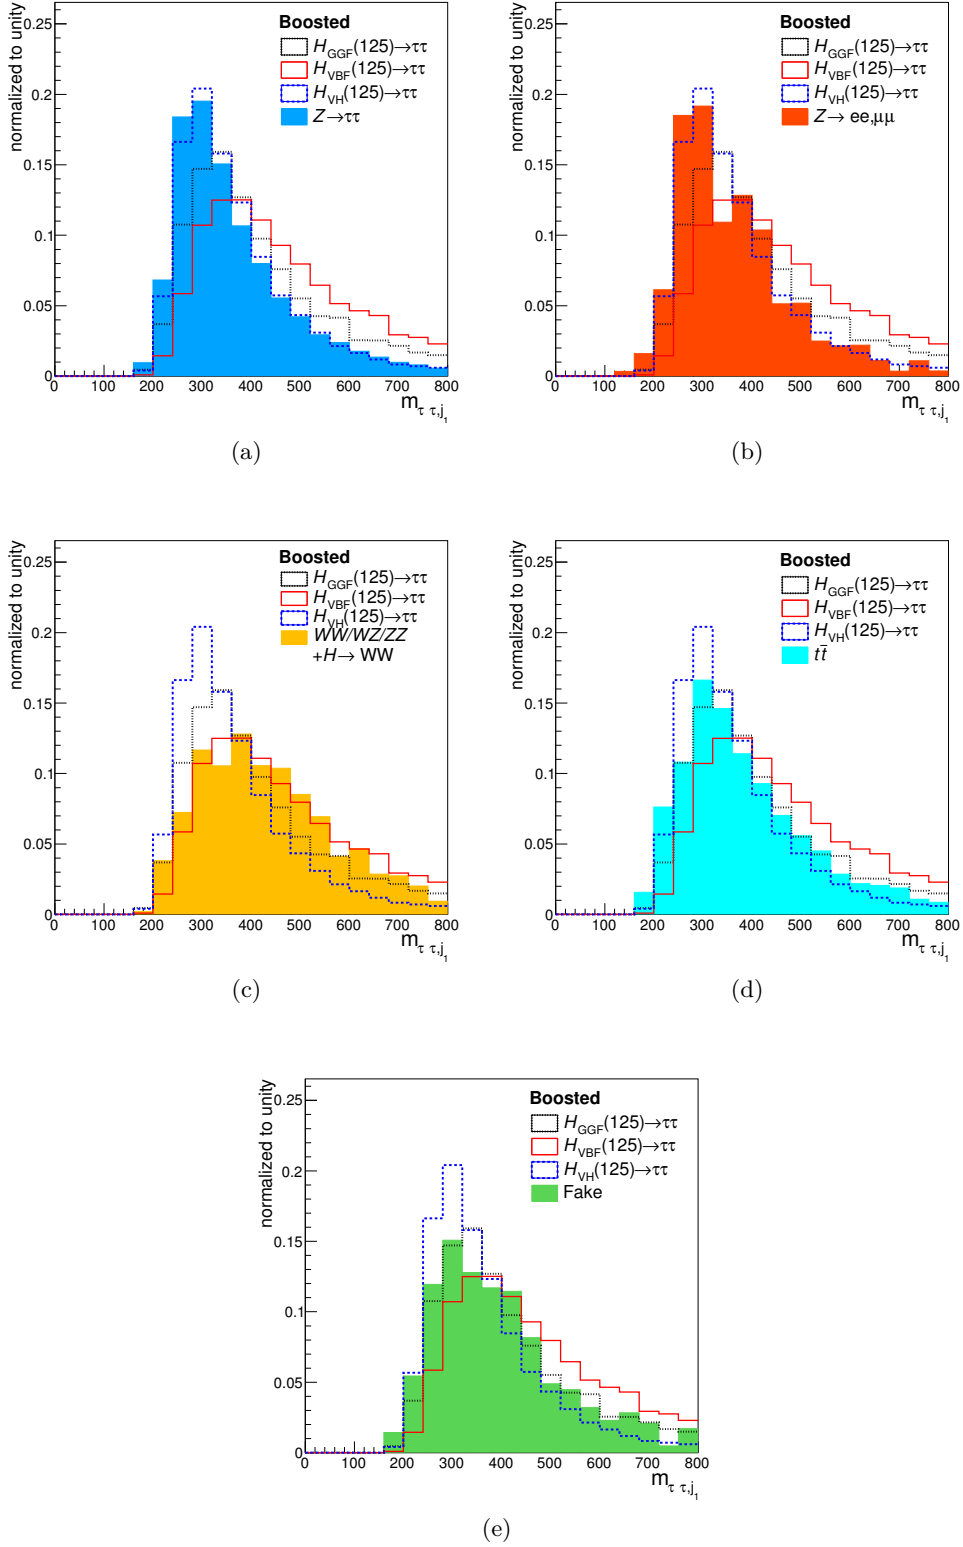 normalized to unity
0.25
0.2
0.15
0.1
0.05
0
0 100 200 300 400 500 600 700 800
Boosted
H_GGF(125)→ττ
H_VBF(125)→ττ
H_VH(125)→ττ
Z→ττ
m_τ τ,j_1
(a)
normalized to unity
0.25
0.2
0.15
0.1
0.05
0
0 100 200 300 400 500 600 700 800
Boosted
H_GGF(125)→ττ
H_VBF(125)→ττ
H_VH(125)→ττ
Z→ ee,μμ
m_τ τ,j_1
(b)
normalized to unity
0.25
0.2
0.15
0.1
0.05
0
0 100 200 300 400 500 600 700 800
Boosted
H_GGF(125)→ττ
H_VBF(125)→ττ
H_VH(125)→ττ
WW/WZ/ZZ
+H→ WW
m_τ τ,j_1
(c)
normalized to unity
0.25
0.2
0.15
0.1
0.05
0
0 100 200 300 400 500 600 700 800
Boosted
H_GGF(125)→ττ
H_VBF(125)→ττ
H_VH(125)→ττ
tt̄
m_τ τ,j_1
(d)
normalized to unity
0.25
0.2
0.15
0.1
0.05
0
0 100 200 300 400 500 600 700 800
Boosted
H_GGF(125)→ττ
H_VBF(125)→ττ
H_VH(125)→ττ
Fake
m_τ τ,j_1
(e)